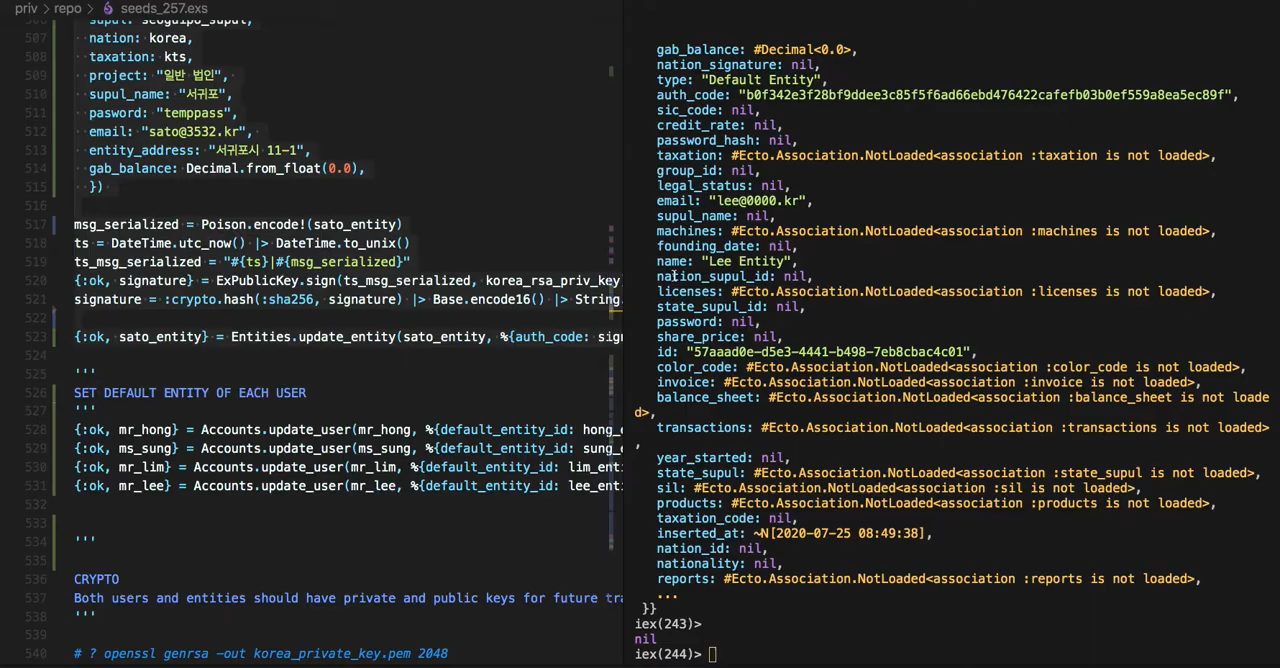 priv > repo > seeds_257.exs
506 supul: seoguipo_supul,
507 nation: korea,
508 taxation: kts,
509 project: "일반 법인",
510 supul_name: "서귀포",
511 pasword: "temppass",
512 email: "sato@3532.kr",
513 entity_address: "서귀포시 11-1",
514 gab_balance: Decimal.from_float(0.0),
515 })
516
517 msg_serialized = Poison.encode!(sato_entity)
518 ts = DateTime.utc_now() |> DateTime.to_unix()
519 ts_msg_serialized = "#{ts}|#{msg_serialized}"
520 {:ok, signature} = ExPublicKey.sign(ts_msg_serialized, korea_rsa_priv_key
521 signature = :crypto.hash(:sha256, signature) |> Base.encode16() |> String.
522
523 {:ok, sato_entity} = Entities.update_entity(sato_entity, %{auth_code: sig
524
525 '''
526 SET DEFAULT ENTITY OF EACH USER
527 '''
528 {:ok, mr_hong} = Accounts.update_user(mr_hong, %{default_entity_id: hong_
529 {:ok, ms_sung} = Accounts.update_user(ms_sung, %{default_entity_id: sung_
530 {:ok, mr_lim} = Accounts.update_user(mr_lim, %{default_entity_id: lim_ent
531 {:ok, mr_lee} = Accounts.update_user(mr_lee, %{default_entity_id: lee_ent
532
533
534 '''
535
536 CRYPTO
537 Both users and entities should have private and public keys for future tra
538 '''
539
540 # ? openssl genrsa -out korea_private_key.pem 2048
gab_balance: #Decimal<0.0>,
nation_signature: nil,
type: "Default Entity",
auth_code: "b0f342e3f28bf9ddee3c85f5f6ad66ebd476422cafefb03b0ef559a8ea5ec89f",
sic_code: nil,
credit_rate: nil,
password_hash: nil,
taxation: #Ecto.Association.NotLoaded<association :taxation is not loaded>,
group_id: nil,
legal_status: nil,
email: "lee@0000.kr",
supul_name: nil,
machines: #Ecto.Association.NotLoaded<association :machines is not loaded>,
founding_date: nil,
name: "Lee Entity",
nation_supul_id: nil,
licenses: #Ecto.Association.NotLoaded<association :licenses is not loaded>,
state_supul_id: nil,
password: nil,
share_price: nil,
id: "57aaad0e-d5e3-4441-b498-7eb8cbac4c01",
color_code: #Ecto.Association.NotLoaded<association :color_code is not loaded>,
invoice: #Ecto.Association.NotLoaded<association :invoice is not loaded>,
balance_sheet: #Ecto.Association.NotLoaded<association :balance_sheet is not loade
d>,
transactions: #Ecto.Association.NotLoaded<association :transactions is not loaded>
,
year_started: nil,
state_supul: #Ecto.Association.NotLoaded<association :state_supul is not loaded>,
sil: #Ecto.Association.NotLoaded<association :sil is not loaded>,
products: #Ecto.Association.NotLoaded<association :products is not loaded>,
taxation_code: nil,
inserted_at: ~N[2020-07-25 08:49:38],
nation_id: nil,
nationality: nil,
reports: #Ecto.Association.NotLoaded<association :reports is not loaded>,
...
}}
iex(243)>
nil
iex(244)>